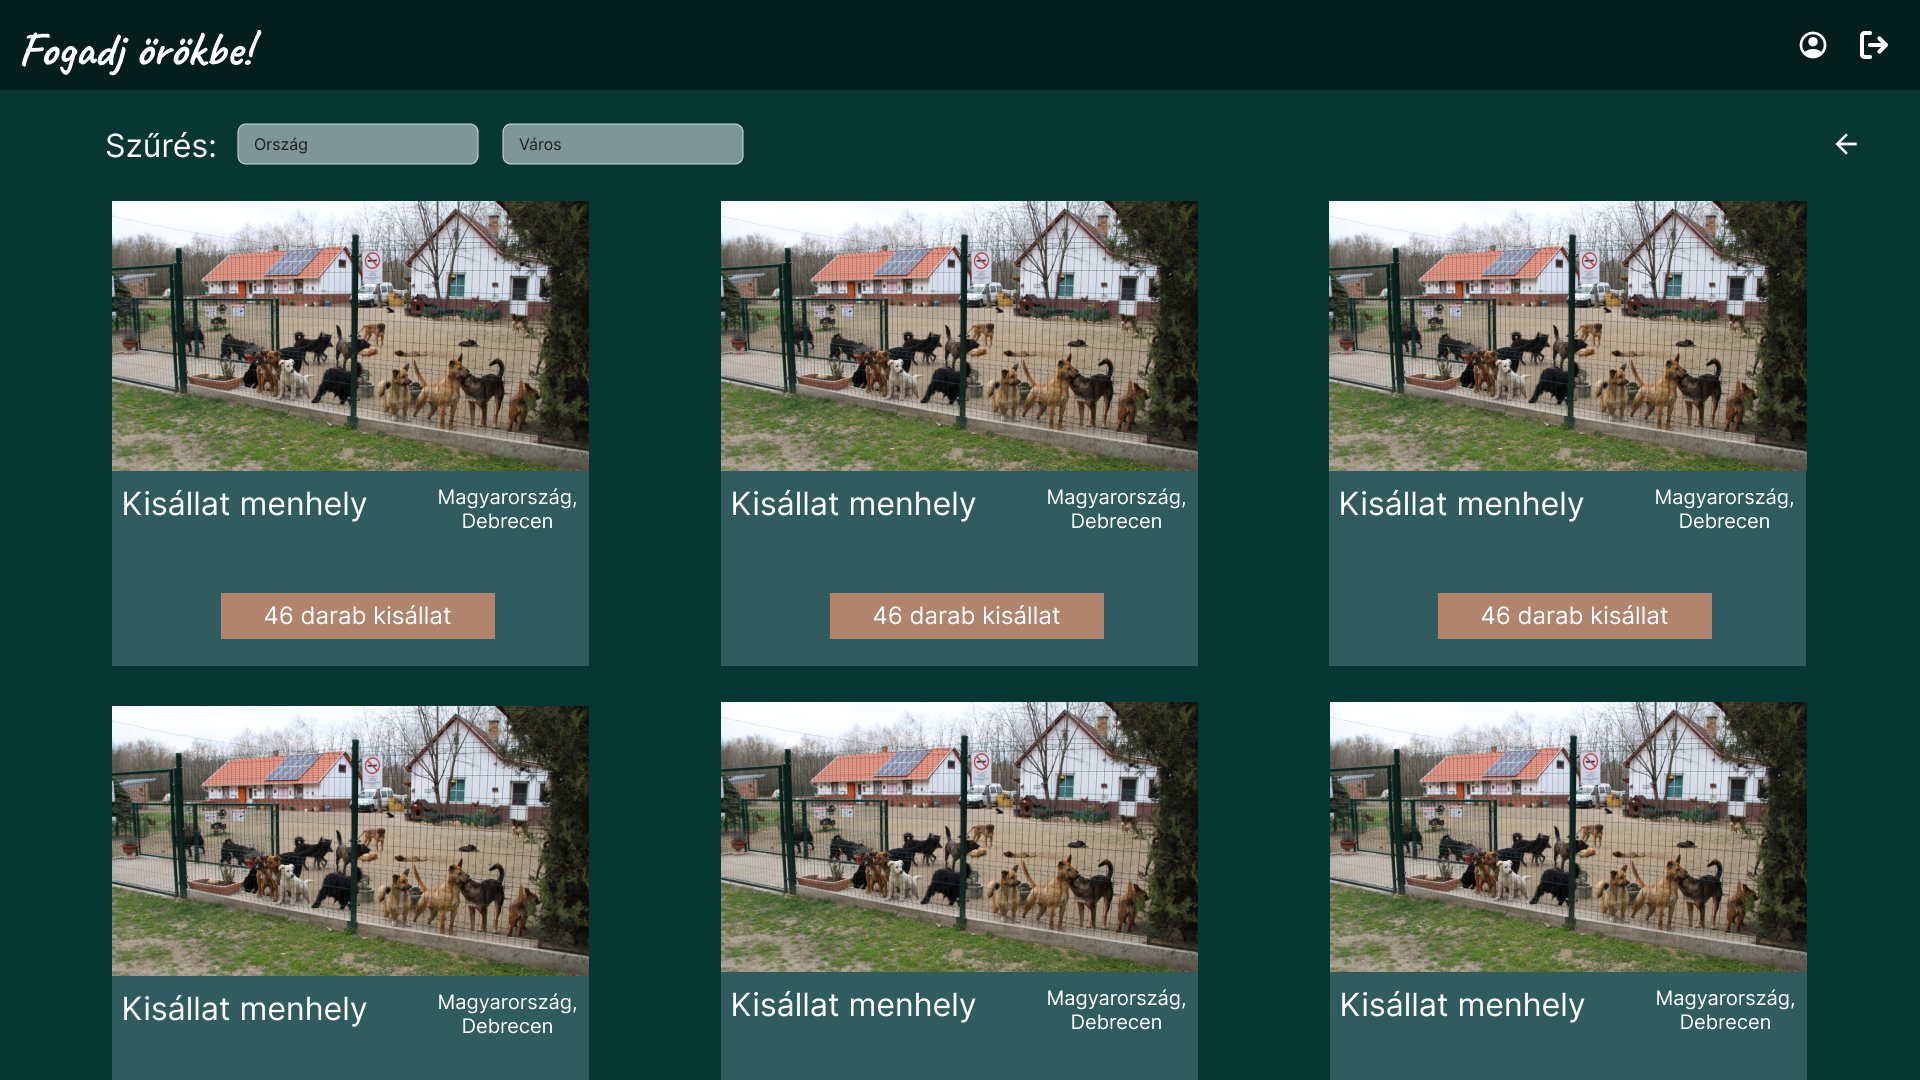 Fogadj örökbe!
Szűrés:
Ország
Város
Kisállat menhely
Magyarország,
Debrecen
46 darab kisállat
Kisállat menhely
Magyarország,
Debrecen
46 darab kisállat
Kisállat menhely
Magyarország,
Debrecen
46 darab kisállat
Kisállat menhely
Magyarország,
Debrecen
Kisállat menhely
Magyarország,
Debrecen
Kisállat menhely
Magyarország,
Debrecen